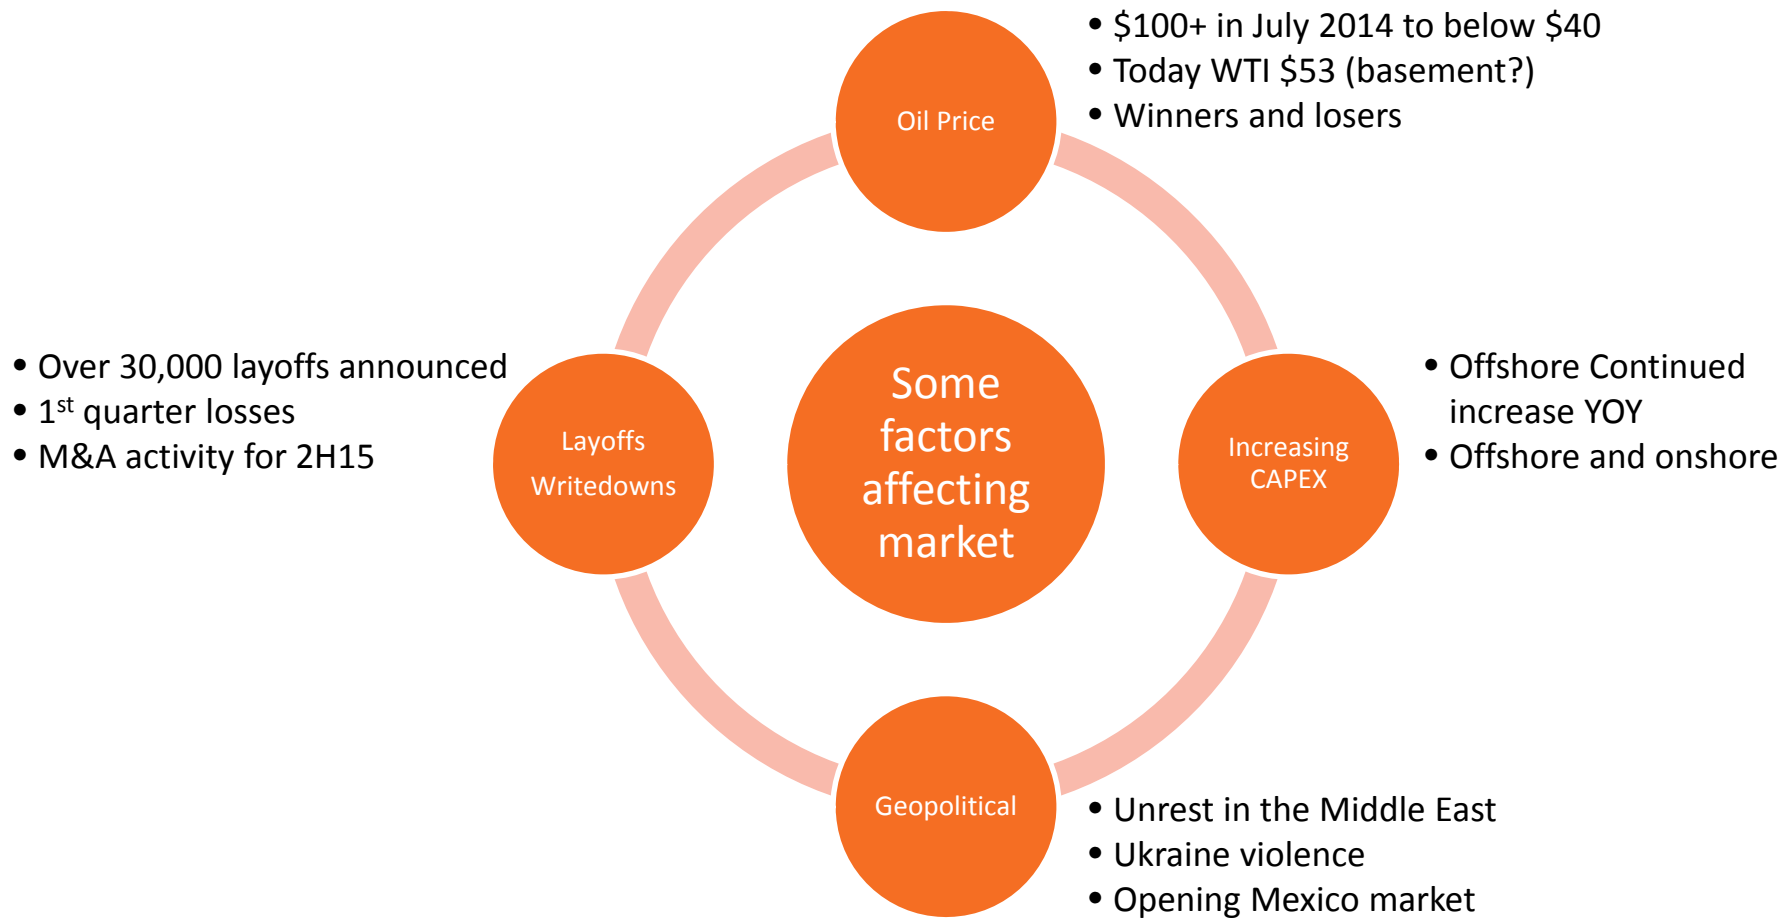 • $100+ in July 2014 to below $40
• Today WTI $53 (basement?)
• Winners and losers
Oil Price
• Over 30,000 layoffs announced
• 1st quarter losses
• M&A activity for 2H15
Layoffs
Writedowns
Some
factors
affecting
market
Increasing
CAPEX
• Offshore Continued
increase YOY
• Offshore and onshore
Geopolitical
• Unrest in the Middle East
• Ukraine violence
• Opening Mexico market